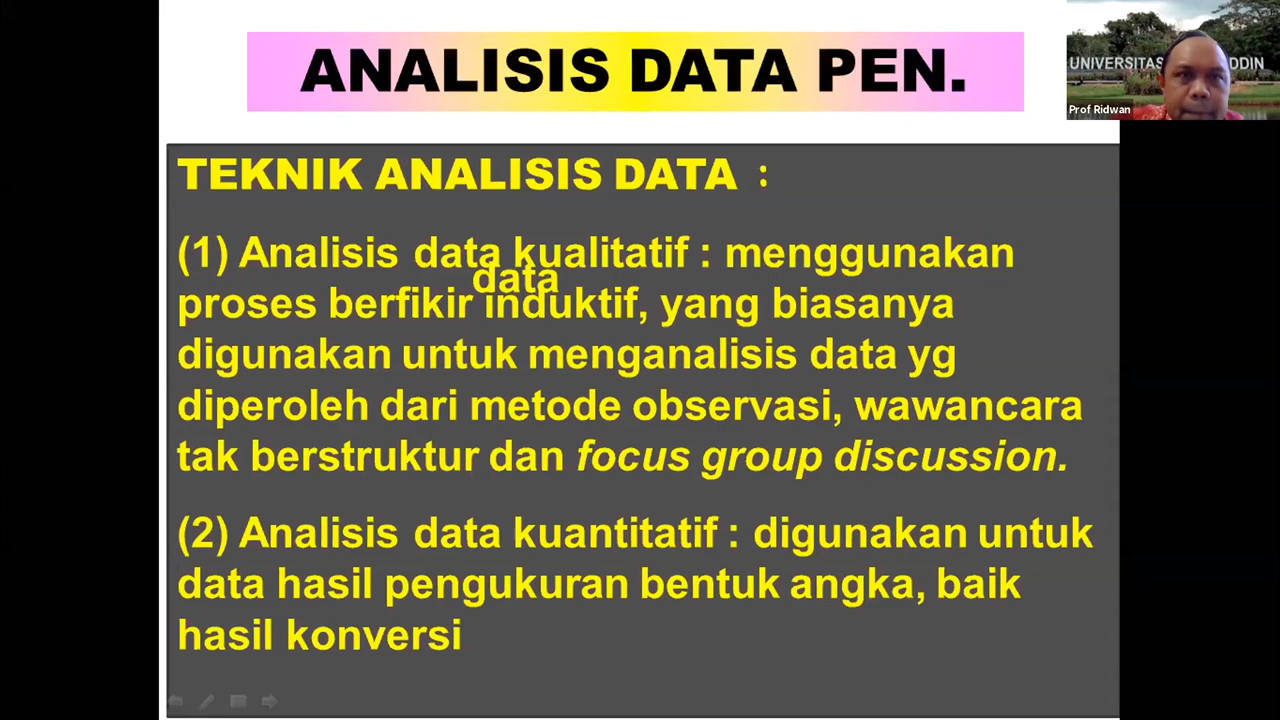 ANALISIS DATA PEN.
UNIVERSITAS DDIN
Prof Ridwan
TEKNIK ANALISIS DATA :
(1) Analisis data kualitatif : menggunakan
data
proses berfikir induktif, yang biasanya
digunakan untuk menganalisis data yg
diperoleh dari metode observasi, wawancara
tak berstruktur dan focus group discussion.
(2) Analisis data kuantitatif : digunakan untuk
data hasil pengukuran bentuk angka, baik
hasil konversi